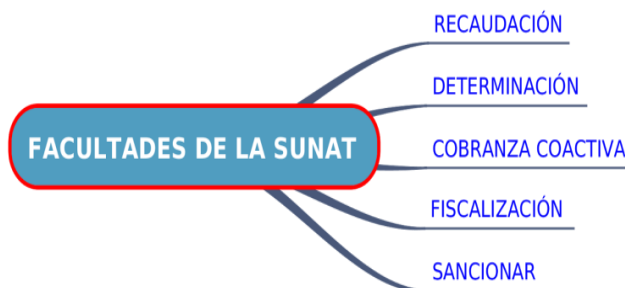 RECAUDACIÓN
DETERMINACIÓN
FACULTADES DE LA SUNAT
COBRANZA COACTIVA
FISCALIZACIÓN
SANCIONAR